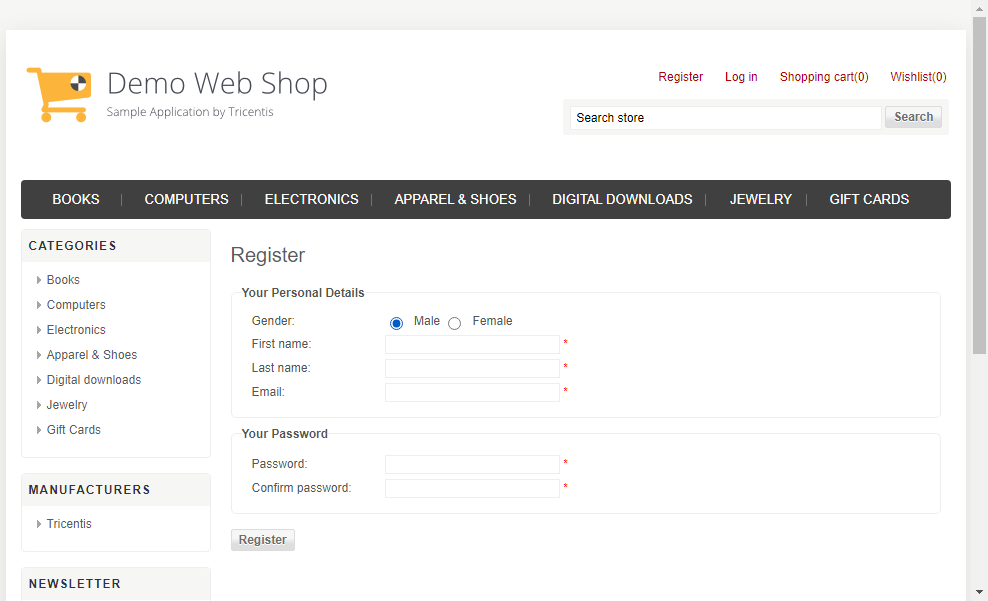 Demo Web Shop
Sample Application by Tricentis
Register Log in Shopping cart(0) Wishlist(0)
Search store Search
BOOKS COMPUTERS ELECTRONICS APPAREL & SHOES DIGITAL DOWNLOADS JEWELRY GIFT CARDS
CATEGORIES
Books
Computers
Electronics
Apparel & Shoes
Digital downloads
Jewelry
Gift Cards
MANUFACTURERS
Tricentis
NEWSLETTER
Register
Your Personal Details
Gender: Male Female
First name: *
Last name: *
Email: *
Your Password
Password: *
Confirm password: *
Register